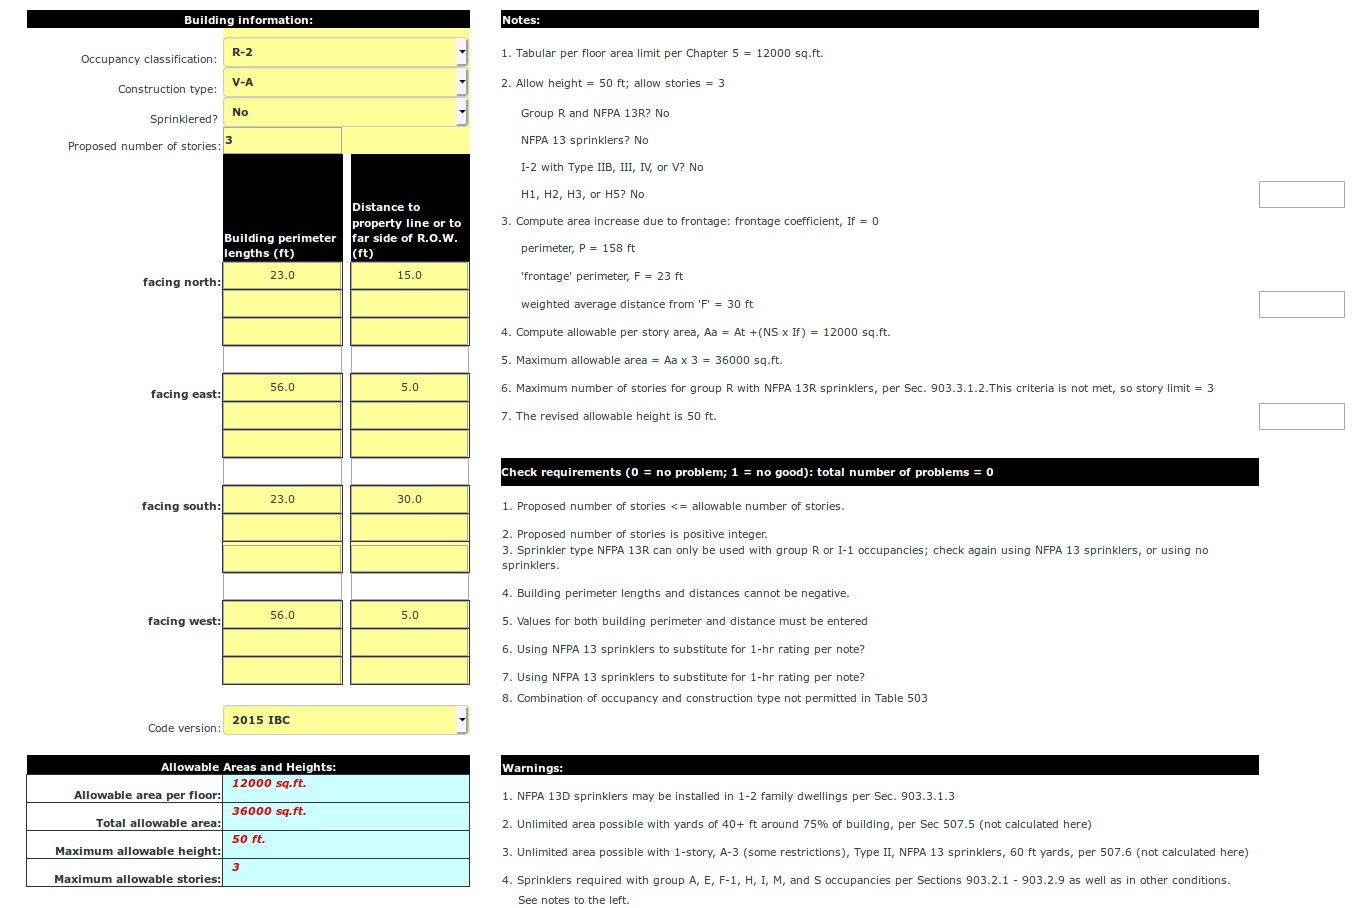 Building information:
Occupancy classification: R-2
Construction type: V-A
Sprinklered? No
Proposed number of stories: 3
Building perimeter
lengths (ft)
Distance to
property line or to
far side of R.O.W.
(ft)
facing north: 23.0 15.0
facing east: 56.0 5.0
facing south: 23.0 30.0
facing west: 56.0 5.0
Code version: 2015 IBC
Allowable Areas and Heights:
Allowable area per floor: 12000 sq.ft.
Total allowable area: 36000 sq.ft.
Maximum allowable height: 50 ft.
Maximum allowable stories: 3
Notes:
1. Tabular per floor area limit per Chapter 5 = 12000 sq.ft.
2. Allow height = 50 ft; allow stories = 3
Group R and NFPA 13R? No
NFPA 13 sprinklers? No
I-2 with Type IIB, III, IV, or V? No
H1, H2, H3, or H5? No
3. Compute area increase due to frontage: frontage coefficient, If = 0
perimeter, P = 158 ft
'frontage' perimeter, F = 23 ft
weighted average distance from 'F' = 30 ft
4. Compute allowable per story area, Aa = At +(NS x If) = 12000 sq.ft.
5. Maximum allowable area = Aa x 3 = 36000 sq.ft.
6. Maximum number of stories for group R with NFPA 13R sprinklers, per Sec. 903.3.1.2.This criteria is not met, so story limit = 3
7. The revised allowable height is 50 ft.
Check requirements (0 = no problem; 1 = no good): total number of problems = 0
1. Proposed number of stories <= allowable number of stories.
2. Proposed number of stories is positive integer.
3. Sprinkler type NFPA 13R can only be used with group R or I-1 occupancies; check again using NFPA 13 sprinklers, or using no
sprinklers.
4. Building perimeter lengths and distances cannot be negative.
5. Values for both building perimeter and distance must be entered
6. Using NFPA 13 sprinklers to substitute for 1-hr rating per note?
7. Using NFPA 13 sprinklers to substitute for 1-hr rating per note?
8. Combination of occupancy and construction type not permitted in Table 503
Warnings:
1. NFPA 13D sprinklers may be installed in 1-2 family dwellings per Sec. 903.3.1.3
2. Unlimited area possible with yards of 40+ ft around 75% of building, per Sec 507.5 (not calculated here)
3. Unlimited area possible with 1-story, A-3 (some restrictions), Type II, NFPA 13 sprinklers, 60 ft yards, per 507.6 (not calculated here)
4. Sprinklers required with group A, E, F-1, H, I, M, and S occupancies per Sections 903.2.1 - 903.2.9 as well as in other conditions.
See notes to the left.